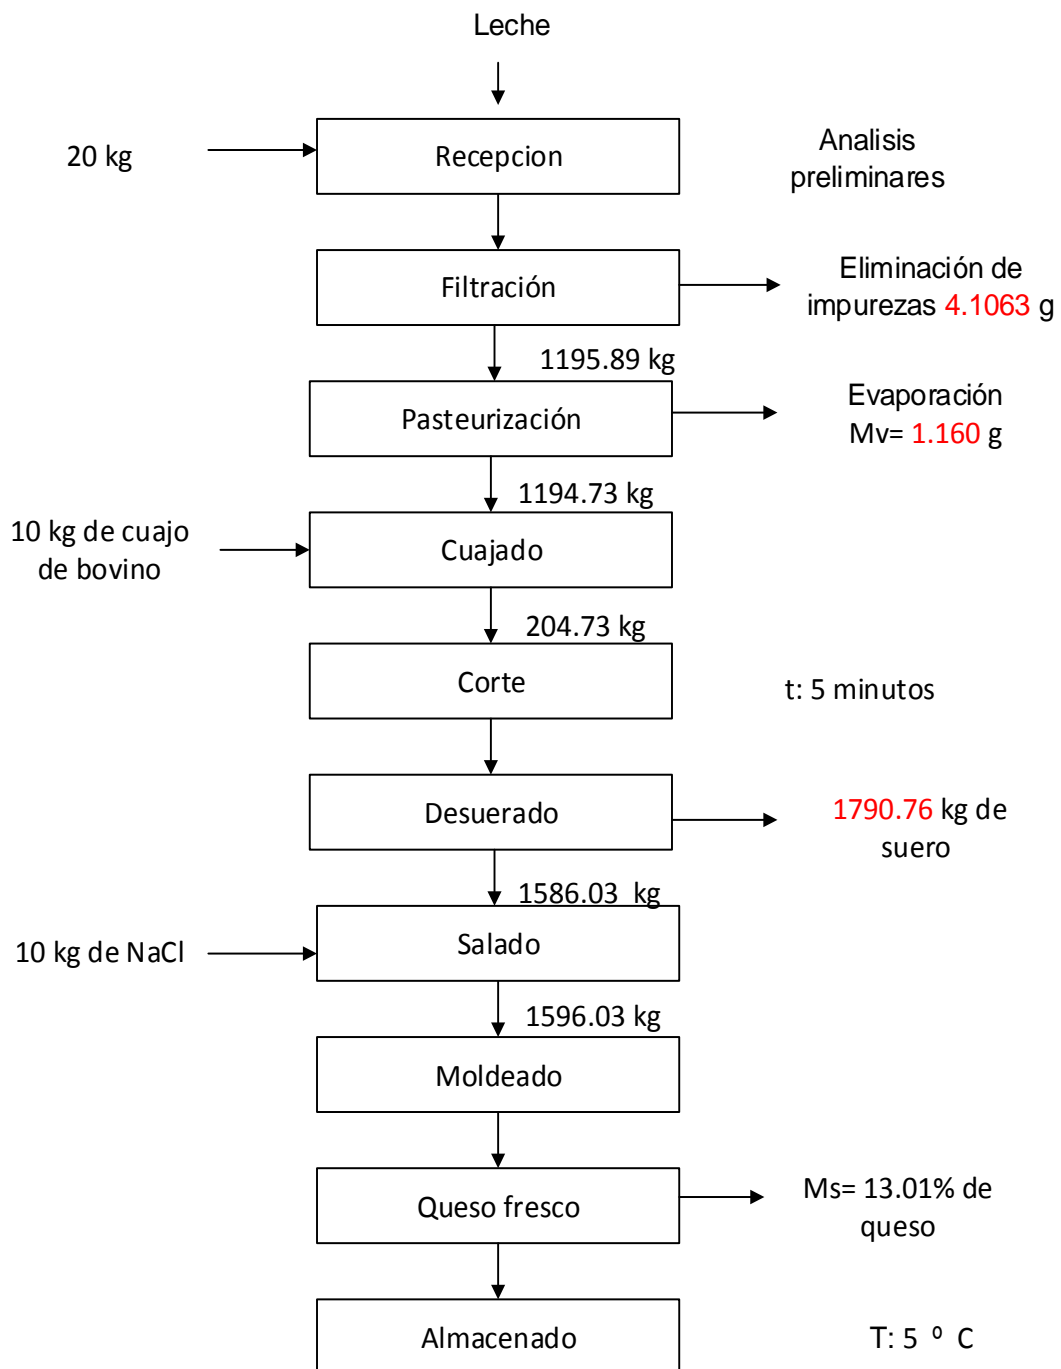 Leche
20 kg
Recepcion
Analisis
preliminares
Filtración
Eliminación de
impurezas 4.1063 g
1195.89 kg
Pasteurización
Evaporación
Mv= 1.160 g
1194.73 kg
10 kg de cuajo
de bovino
Cuajado
204.73 kg
Corte
t: 5 minutos
Desuerado
1790.76 kg de
suero
1586.03  kg
10 kg de NaCl
Salado
1596.03 kg
Moldeado
Queso fresco
Ms= 13.01% de
queso
Almacenado
T: 5 º C